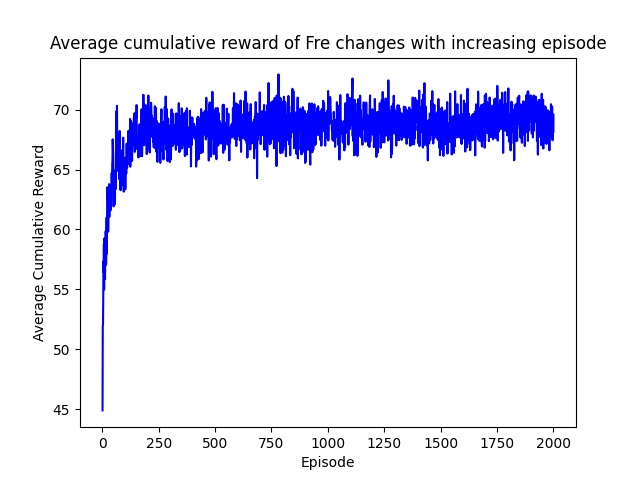 Average cumulative reward of Fre changes with increasing episode
70
65
60
55
50
45
Average Cumulative Reward
0 250 500 750 1000 1250 1500 1750 2000
Episode